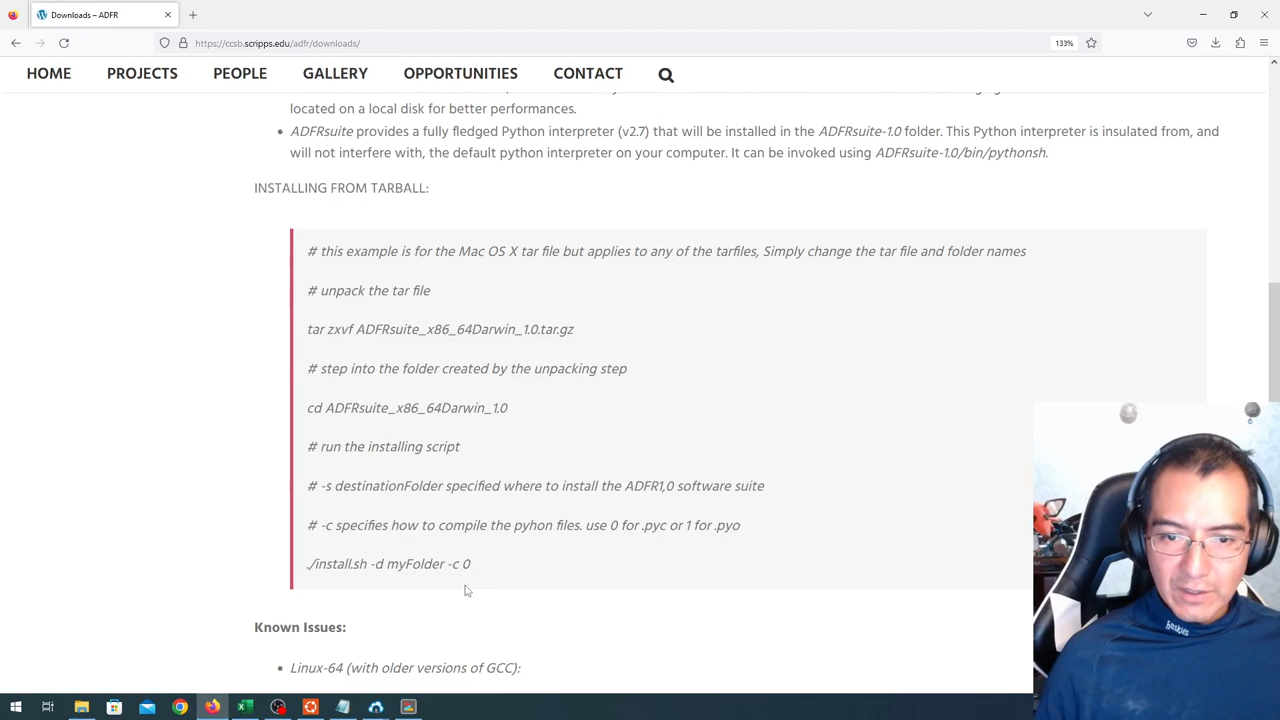 Downloads – ADFR
https://ccsb.scripps.edu/adfr/downloads/
133%
HOME PROJECTS PEOPLE GALLERY OPPORTUNITIES CONTACT
located on a local disk for better performances.
ADFRsuite provides a fully fledged Python interpreter (v2.7) that will be installed in the ADFRsuite-1.0 folder. This Python interpreter is insulated from, and
will not interfere with, the default python interpreter on your computer. It can be invoked using ADFRsuite-1.0/bin/pythonsh.
INSTALLING FROM TARBALL:
# this example is for the Mac OS X tar file but applies to any of the tarfiles, Simply change the tar file and folder names
# unpack the tar file
tar zxvf ADFRsuite_x86_64Darwin_1.0.tar.gz
# step into the folder created by the unpacking step
cd ADFRsuite_x86_64Darwin_1.0
# run the installing script
# -s destinationFolder specified where to install the ADFR1,0 software suite
# -c specifies how to compile the pyhon files. use 0 for .pyc or 1 for .pyo
./install.sh -d myFolder -c 0
Known Issues:
Linux-64 (with older versions of GCC):
Huskies